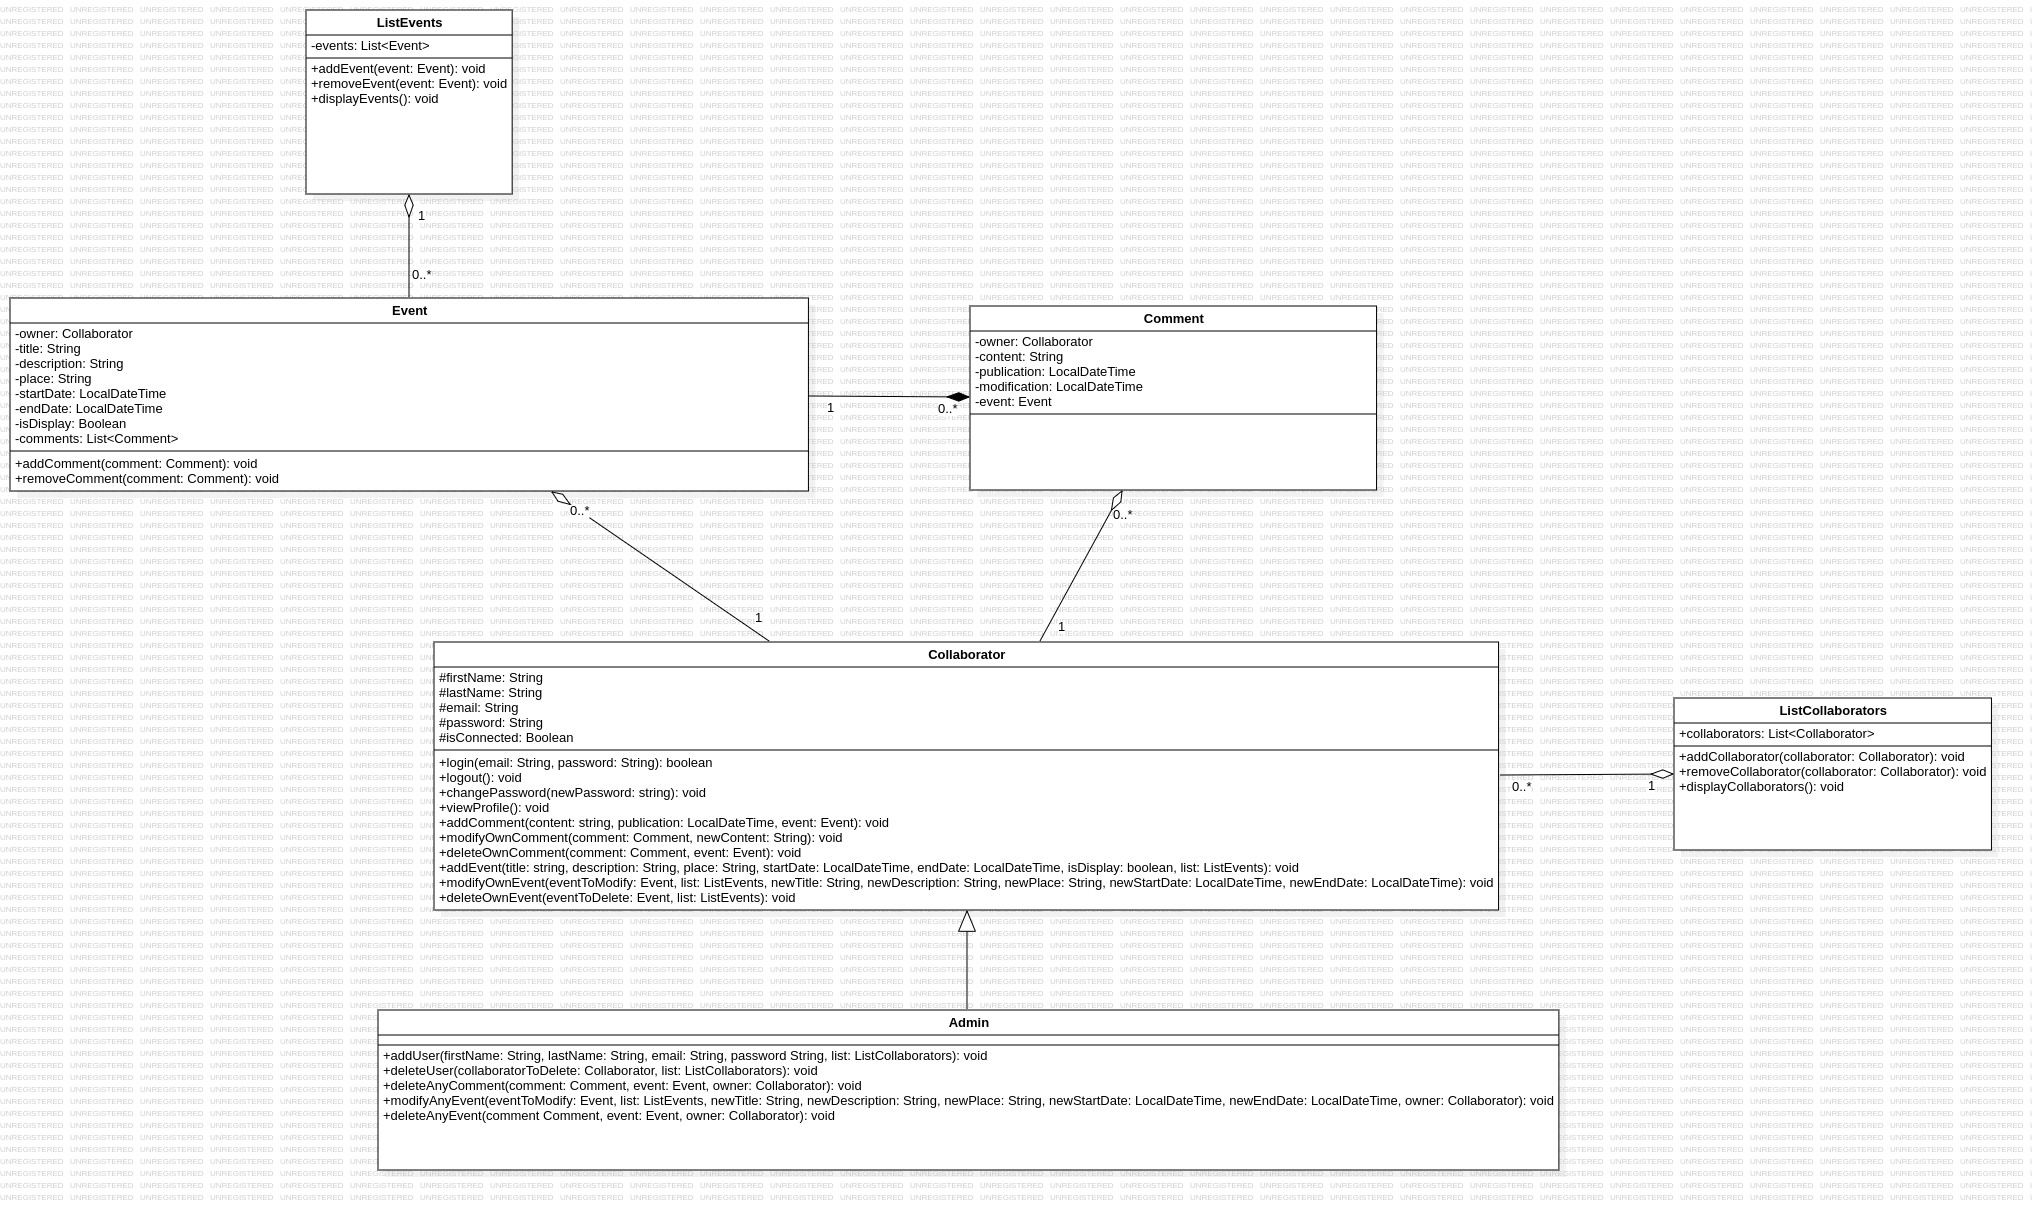 ListEvents
-events: List<Event>
+addEvent(event: Event): void
+removeEvent(event: Event): void
+displayEvents(): void
1
0..*
Event
-owner: Collaborator
-title: String
-description: String
-place: String
-startDate: LocalDateTime
-endDate: LocalDateTime
-isDisplay: Boolean
-comments: List<Comment>
+addComment(comment: Comment): void
+removeComment(comment: Comment): void
1
0..*
Comment
-owner: Collaborator
-content: String
-publication: LocalDateTime
-modification: LocalDateTime
-event: Event
0..*
1
0..*
1
Collaborator
#firstName: String
#lastName: String
#email: String
#password: String
#isConnected: Boolean
+login(email: String, password: String): boolean
+logout(): void
+changePassword(newPassword: string): void
+viewProfile(): void
+addComment(content: string, publication: LocalDateTime, event: Event): void
+modifyOwnComment(comment: Comment, newContent: String): void
+deleteOwnComment(comment: Comment, event: Event): void
+addEvent(title: string, description: String, place: String, startDate: LocalDateTime, endDate: LocalDateTime, isDisplay: boolean, list: ListEvents): void
+modifyOwnEvent(eventToModify: Event, list: ListEvents, newTitle: String, newDescription: String, newPlace: String, newStartDate: LocalDateTime, newEndDate: LocalDateTime): void
+deleteOwnEvent(eventToDelete: Event, list: ListEvents): void
0..*
1
ListCollaborators
+collaborators: List<Collaborator>
+addCollaborator(collaborator: Collaborator): void
+removeCollaborator(collaborator: Collaborator): void
+displayCollaborators(): void
Admin
+addUser(firstName: String, lastName: String, email: String, password String, list: ListCollaborators): void
+deleteUser(collaboratorToDelete: Collaborator, list: ListCollaborators): void
+deleteAnyComment(comment: Comment, event: Event, owner: Collaborator): void
+modifyAnyEvent(eventToModify: Event, list: ListEvents, newTitle: String, newDescription: String, newPlace: String, newStartDate: LocalDateTime, newEndDate: LocalDateTime, owner: Collaborator): void
+deleteAnyEvent(comment Comment, event: Event, owner: Collaborator): void
UNREGISTERED